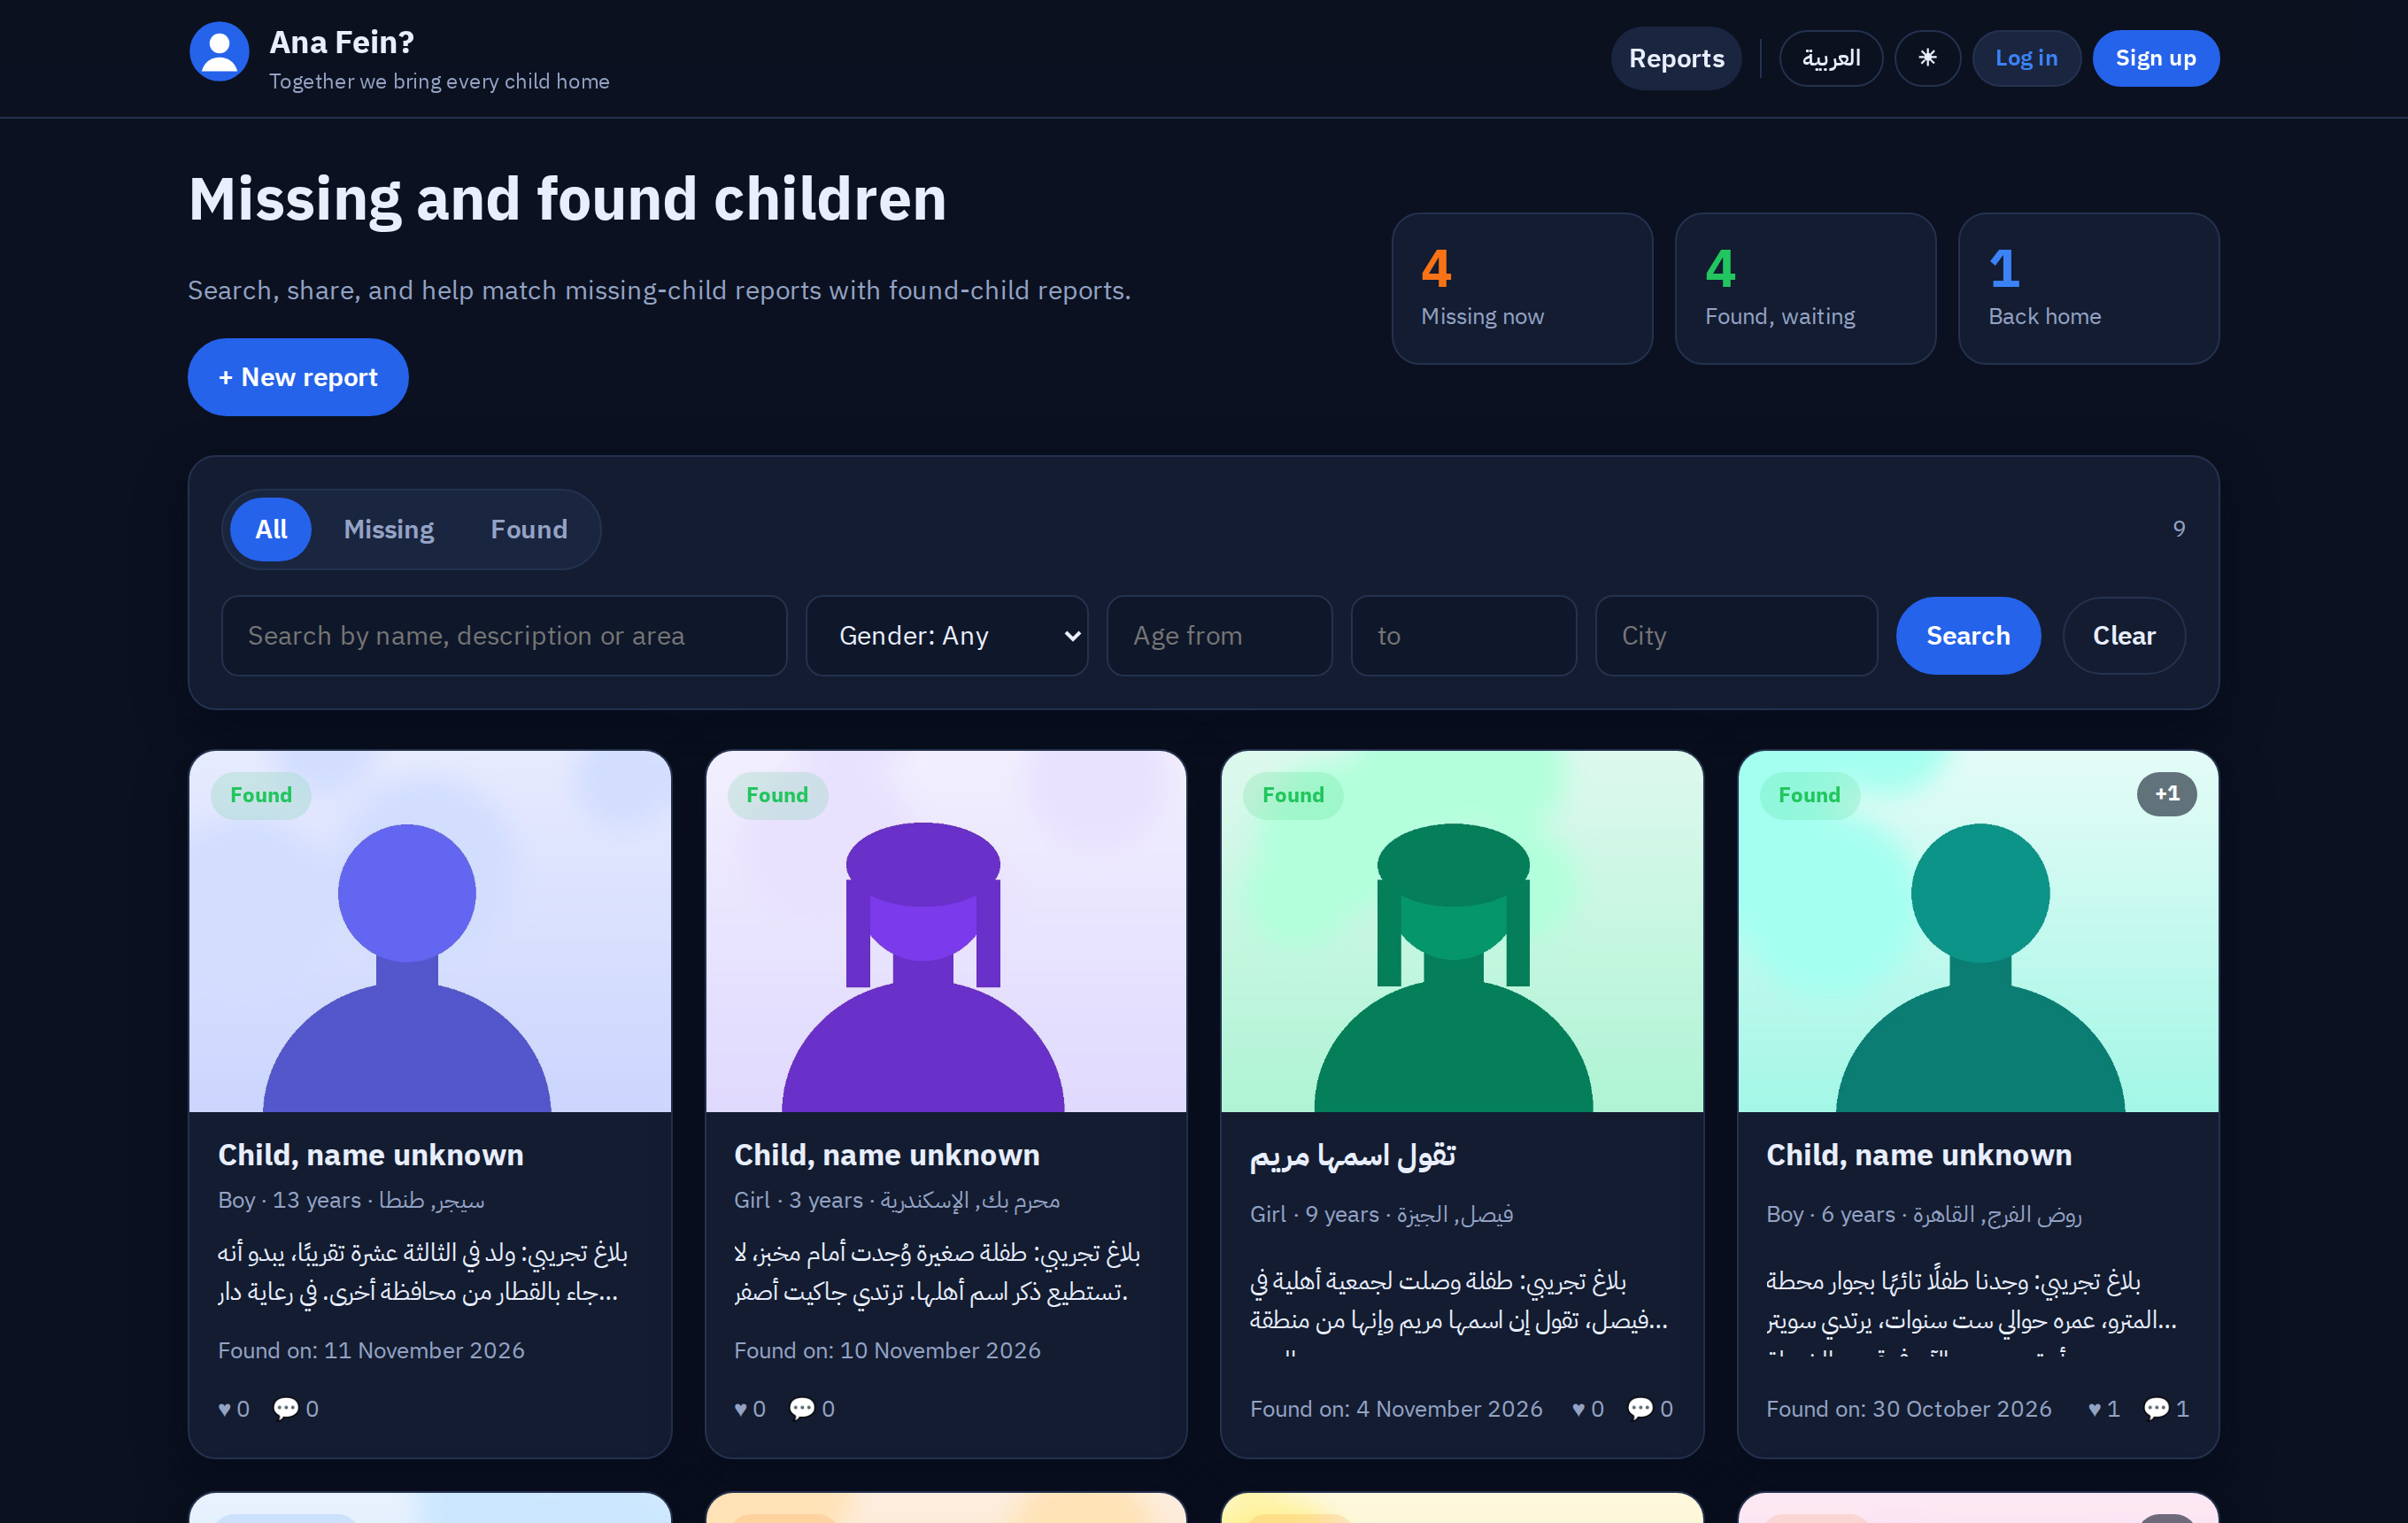 Ana Fein?
Together we bring every child home
Reports
العربية
☀
Log in
Sign up
Missing and found children
Search, share, and help match missing-child reports with found-child reports.
+ New report
4
Missing now
4
Found, waiting
1
Back home
All
Missing
Found
9
Search by name, description or area
Gender: Any
Age from
to
City
Search
Clear
Found
Child, name unknown
Boy · 13 years · سيجر, طنطا
بلاغ تجريبي: ولد في الثالثة عشرة تقريبًا، يبدو أنه
جاء بالقطار من محافظة أخرى. في رعاية دار...
Found on: 11 November 2026
♥ 0 💬 0
Found
Child, name unknown
Girl · 3 years · محرم بك, الإسكندرية
بلاغ تجريبي: طفلة صغيرة وُجدت أمام مخبز، لا
تستطيع ذكر اسم أهلها. ترتدي جاكيت أصفر.
Found on: 10 November 2026
♥ 0 💬 0
Found
تقول اسمها مريم
Girl · 9 years · فيصل, الجيزة
بلاغ تجريبي: طفلة وصلت لجمعية أهلية في
فيصل، تقول إن اسمها مريم وإنها من منطقة...
Found on: 4 November 2026
♥ 0 💬 0
Found
+1
Child, name unknown
Boy · 6 years · روض الفرج, القاهرة
بلاغ تجريبي: وجدنا طفلًا تائهًا بجوار محطة
المترو، عمره حوالي ست سنوات، يرتدي سويتر...
Found on: 30 October 2026
♥ 1 💬 1